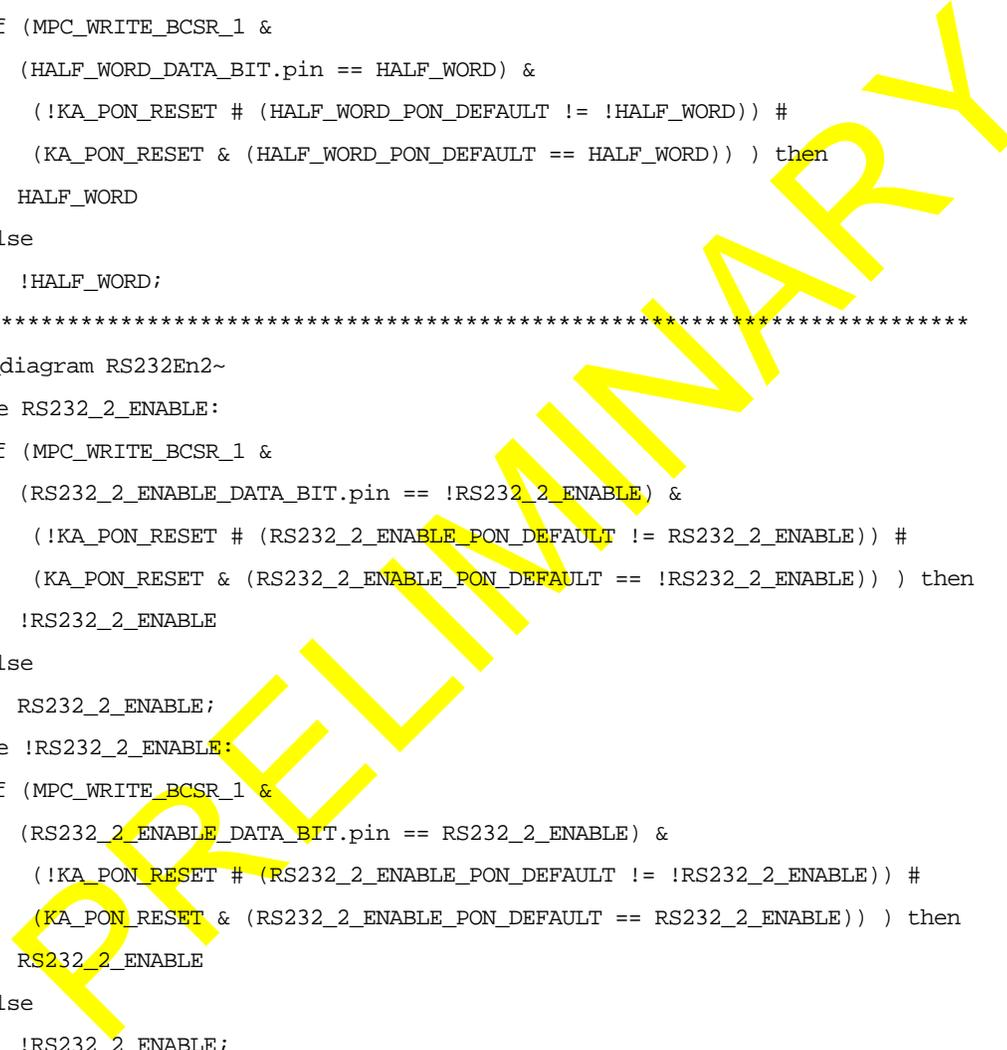 f (MPC_WRITE_BCSR_1 &
(HALF_WORD_DATA_BIT.pin == HALF_WORD) &
(!KA_PON_RESET # (HALF_WORD_PON_DEFAULT != !HALF_WORD)) #
(KA_PON_RESET & (HALF_WORD_PON_DEFAULT == HALF_WORD)) ) then
HALF_WORD
lse
!HALF_WORD;
*************************************************************************
_diagram RS232En2~
e RS232_2_ENABLE:
f (MPC_WRITE_BCSR_1 &
(RS232_2_ENABLE_DATA_BIT.pin == !RS232_2_ENABLE) &
(!KA_PON_RESET # (RS232_2_ENABLE_PON_DEFAULT != RS232_2_ENABLE)) #
(KA_PON_RESET & (RS232_2_ENABLE_PON_DEFAULT == !RS232_2_ENABLE)) ) then
!RS232_2_ENABLE
lse
RS232_2_ENABLE;
e !RS232_2_ENABLE:
f (MPC_WRITE_BCSR_1 &
(RS232_2_ENABLE_DATA_BIT.pin == RS232_2_ENABLE) &
(!KA_PON_RESET # (RS232_2_ENABLE_PON_DEFAULT != !RS232_2_ENABLE)) #
(KA_PON_RESET & (RS232_2_ENABLE_PON_DEFAULT == RS232_2_ENABLE)) ) then
RS232_2_ENABLE
lse
!RS232_2_ENABLE;
PRELIMINARY